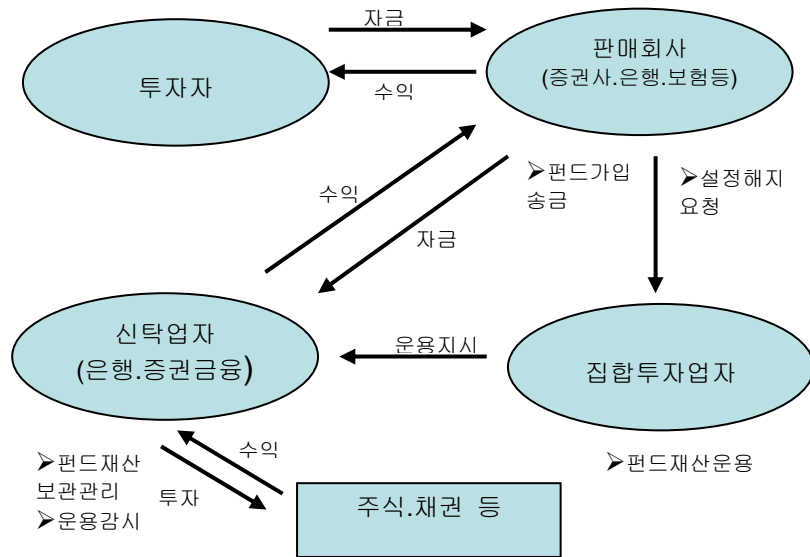 자금
투자자
판매회사
(증권사.은행.보험등)
수익
➢펀드가입
송금
➢설정해지
요청
수익
자금
신탁업자
(은행.증권금융)
운용지시
집합투자업자
➢펀드재산
보관관리
➢운용감시
수익
투자
➢펀드재산운용
주식.채권 등